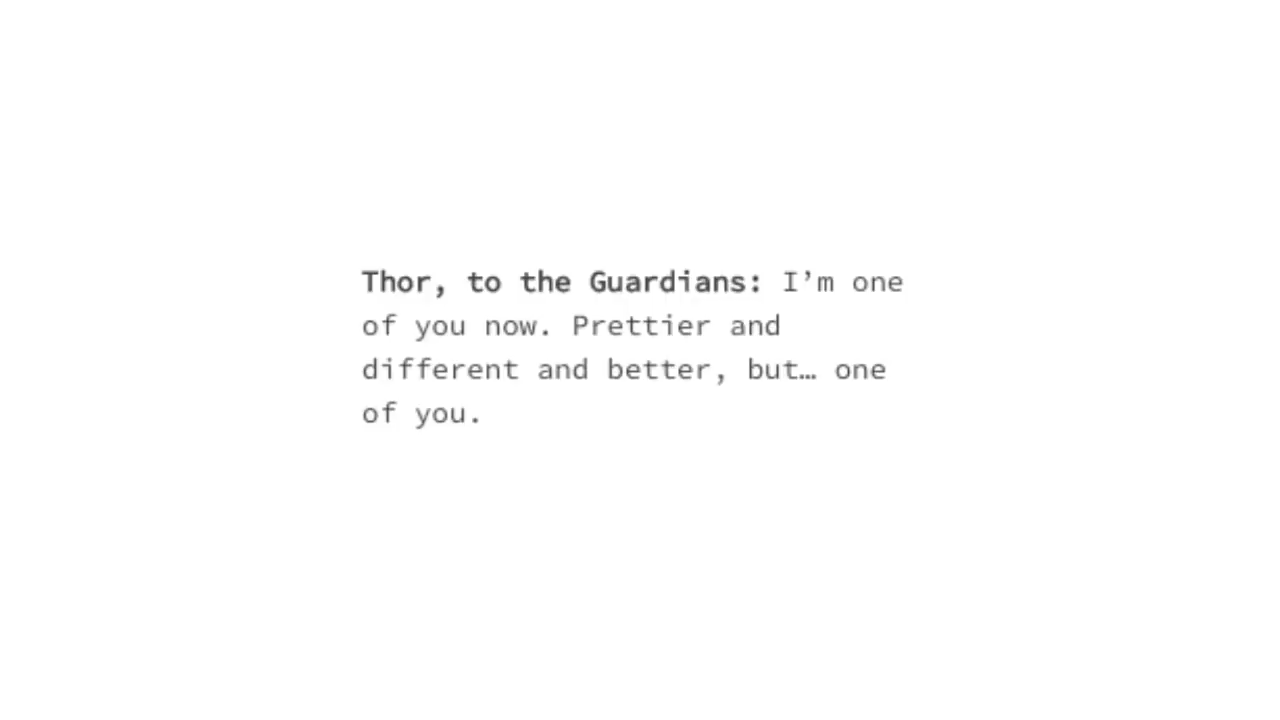 Thor, to the Guardians: I’m one
of you now. Prettier and
different and better, but… one
of you.